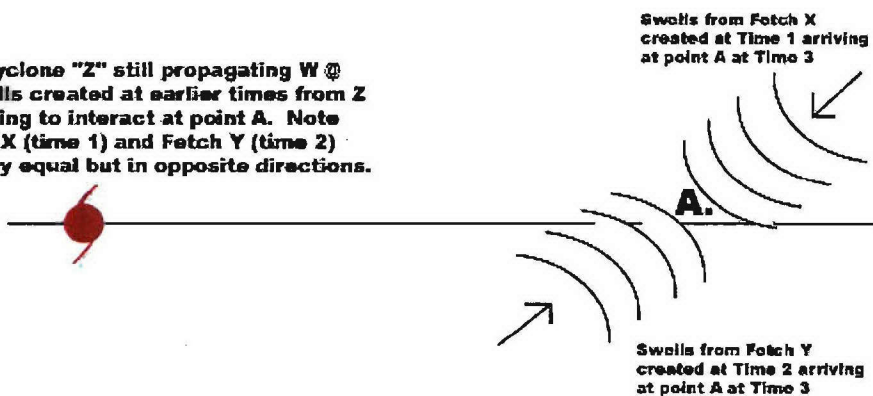 Swells from Fetch X
created at Time 1 arriving
at point A at Time 3
yclone "Z" still propagating W @
lls created at earlier times from Z
ing to interact at point A. Note
X (time 1) and Fetch Y (time 2)
y equal but in opposite directions.
A.
Swells from Fetch Y
created at Time 2 arriving
at point A at Time 3